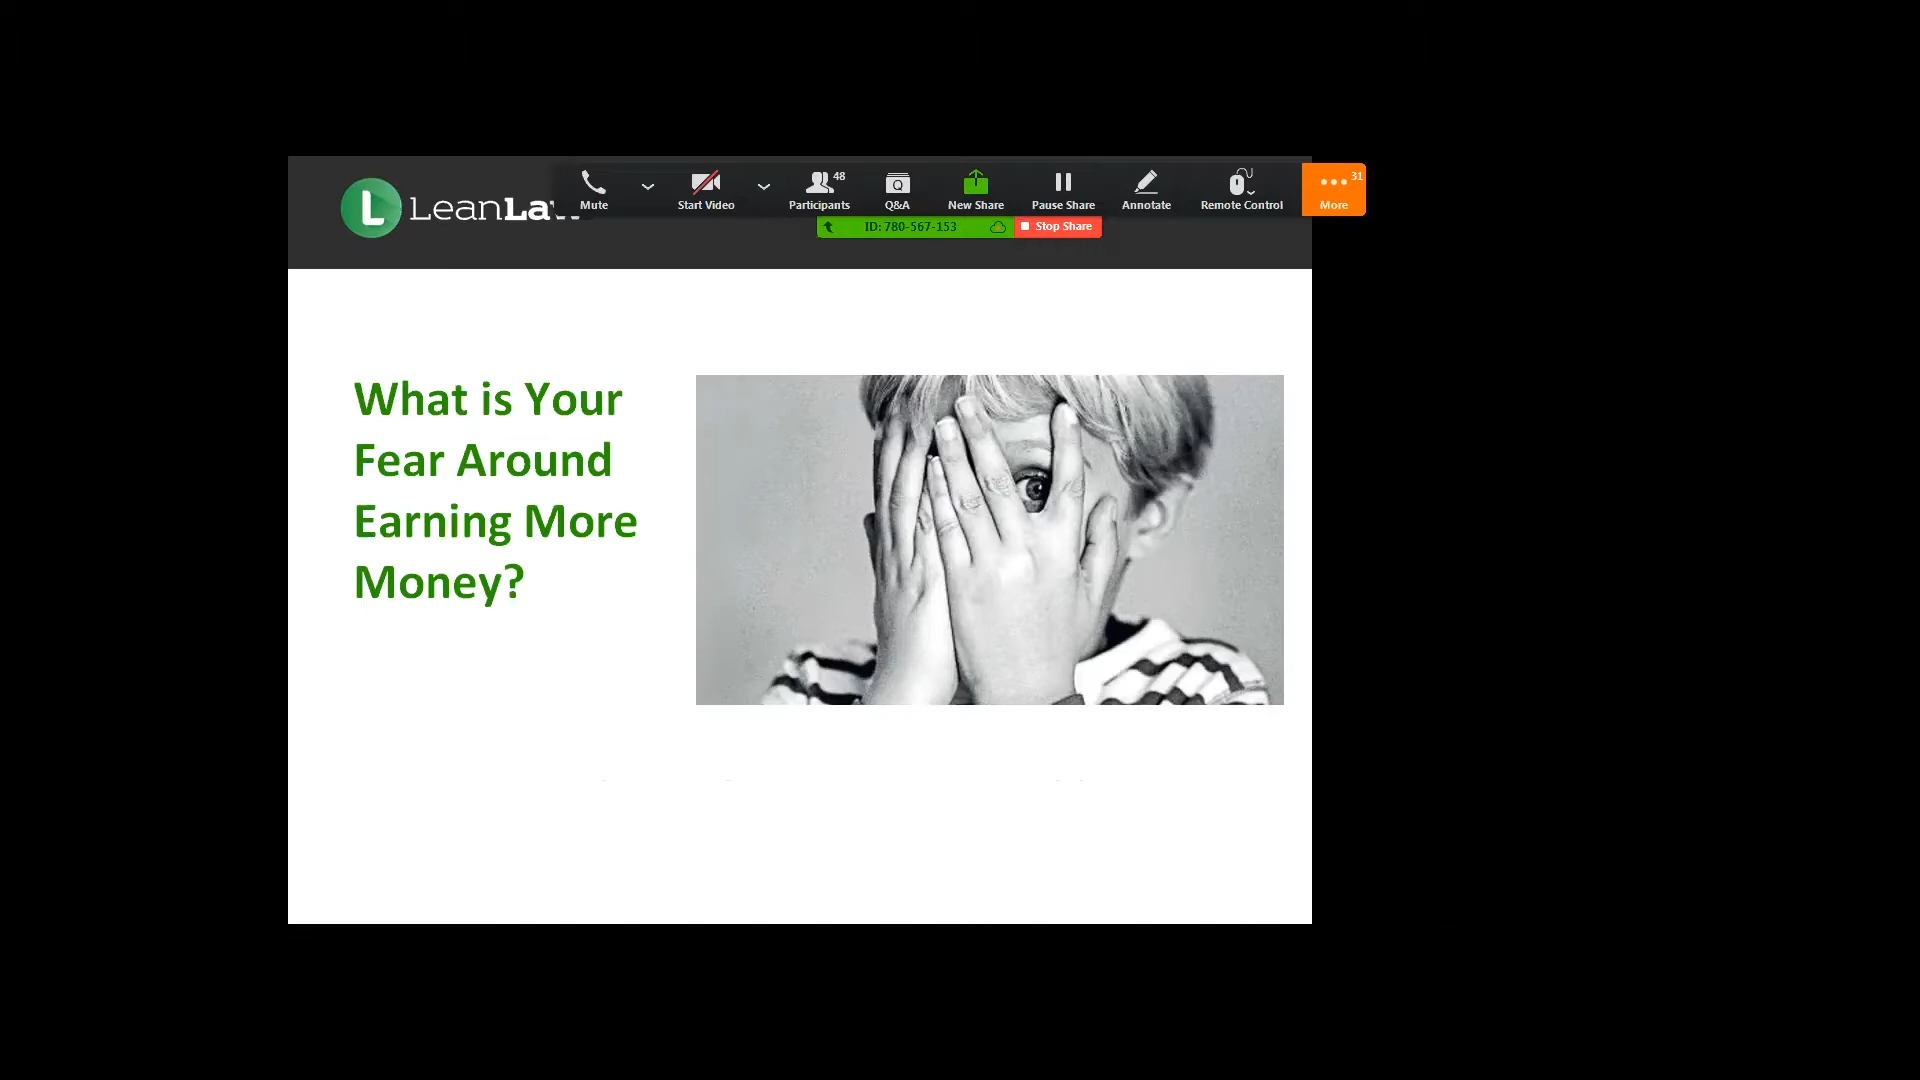 L LeanLaw
Mute
Start Video
Participants 48
Q&A
New Share
Pause Share
Annotate
Remote Control
More 31
ID: 780-567-153
Stop Share
What is Your
Fear Around
Earning More
Money?